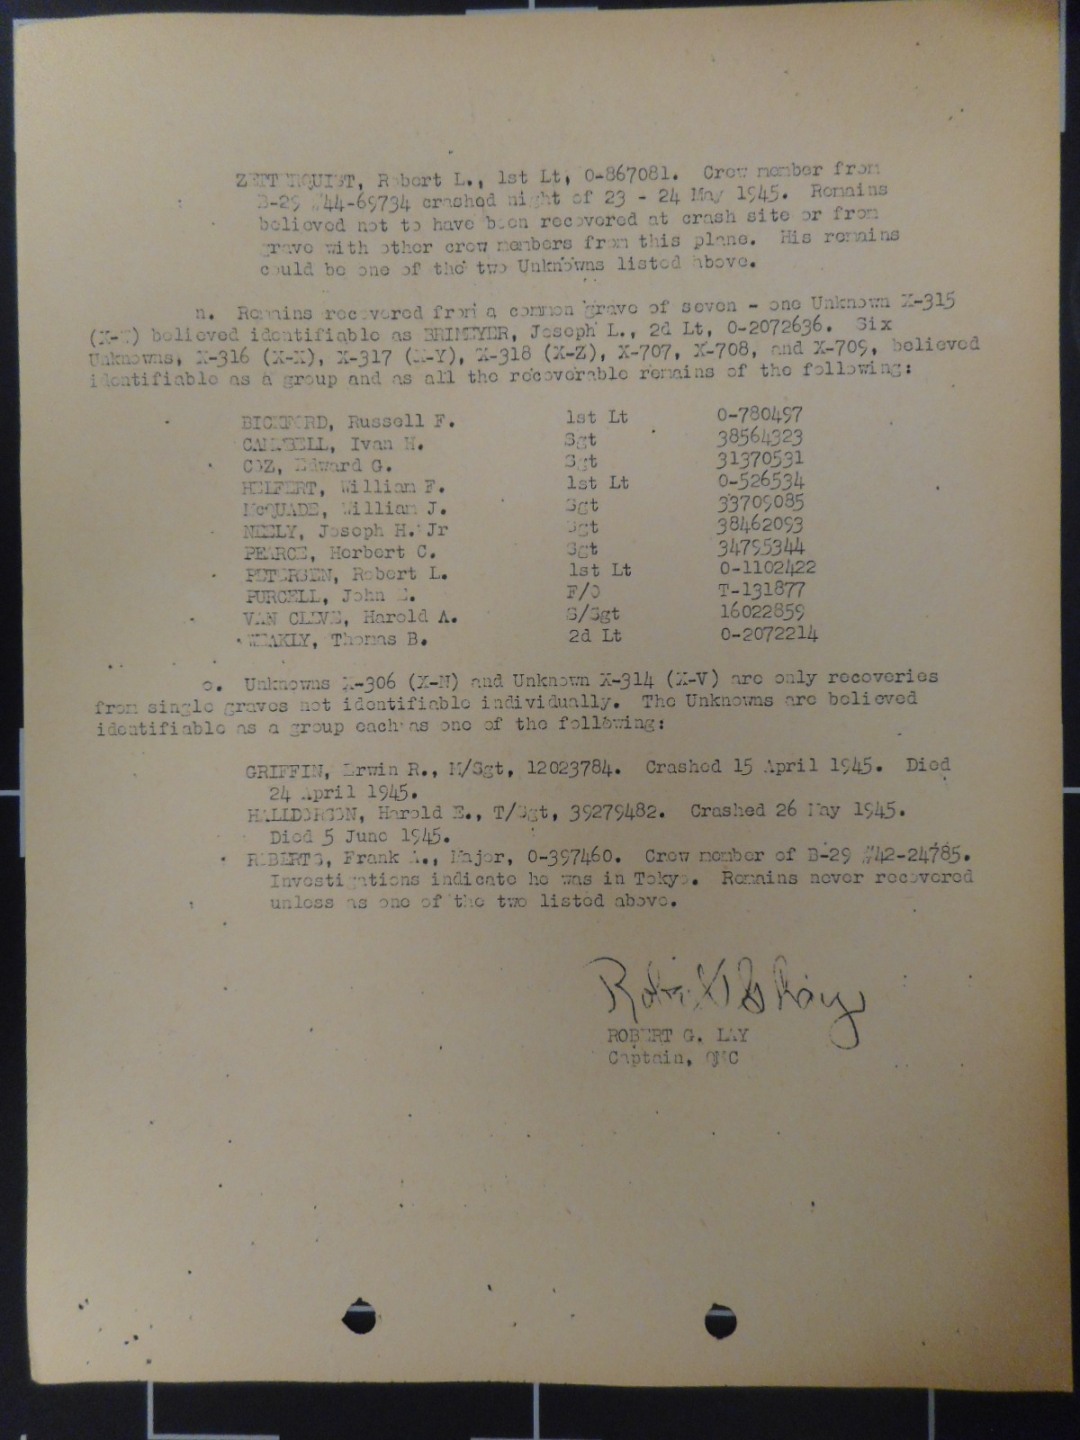 ZETTERQUIST, Robert L., 1st Lt, 0-867081. Crew member from
B-29 #44-69734 crashed night of 23 - 24 May 1945. Remains
believed not to have been recovered at crash site or from
grave with other crew members from this plane. His remains
could be one of the two Unknowns listed above.
n. Remains recovered from a common grave of seven - one Unknown X-315
(X-W) believed identifiable as BRIMEYER, Joseph L., 2d Lt, 0-2072636. Six
Unknowns, X-316 (X-X), X-317 (X-Y), X-318 (X-Z), X-707, X-708, and X-709, believed
identifiable as a group and as all the recoverable remains of the following:
BICKFORD, Russell F. 1st Lt 0-780497
CAMPBELL, Ivan H. Sgt 38564323
COZ, Edward G. Sgt 31370531
HELFERT, William F. 1st Lt 0-526534
McQUADE, William J. Sgt 33709085
NEELY, Joseph H. Jr Sgt 38462093
PEARCE, Herbert C. Sgt 34795344
PETERSEN, Robert L. 1st Lt 0-1102422
PURCELL, John E. F/O T-131877
VAN CLEVE, Harold A. S/Sgt 16022859
WEAKLY, Thomas B. 2d Lt 0-2072214
o. Unknowns X-306 (X-N) and Unknown X-314 (X-V) are only recoveries
from single graves not identifiable individually. The Unknowns are believed
identifiable as a group each as one of the following:
GRIFFIN, Erwin R., M/Sgt, 12023784. Crashed 15 April 1945. Died
24 April 1945.
HALLDORSON, Harold E., T/Sgt, 39279482. Crashed 26 May 1945.
Died 5 June 1945.
ROBERTS, Frank A., Major, 0-397460. Crew member of B-29 #42-24785.
Investigations indicate he was in Tokyo. Remains never recovered
unless as one of the two listed above.
Robert G Lay
ROBERT G. LAY
Captain, QMC